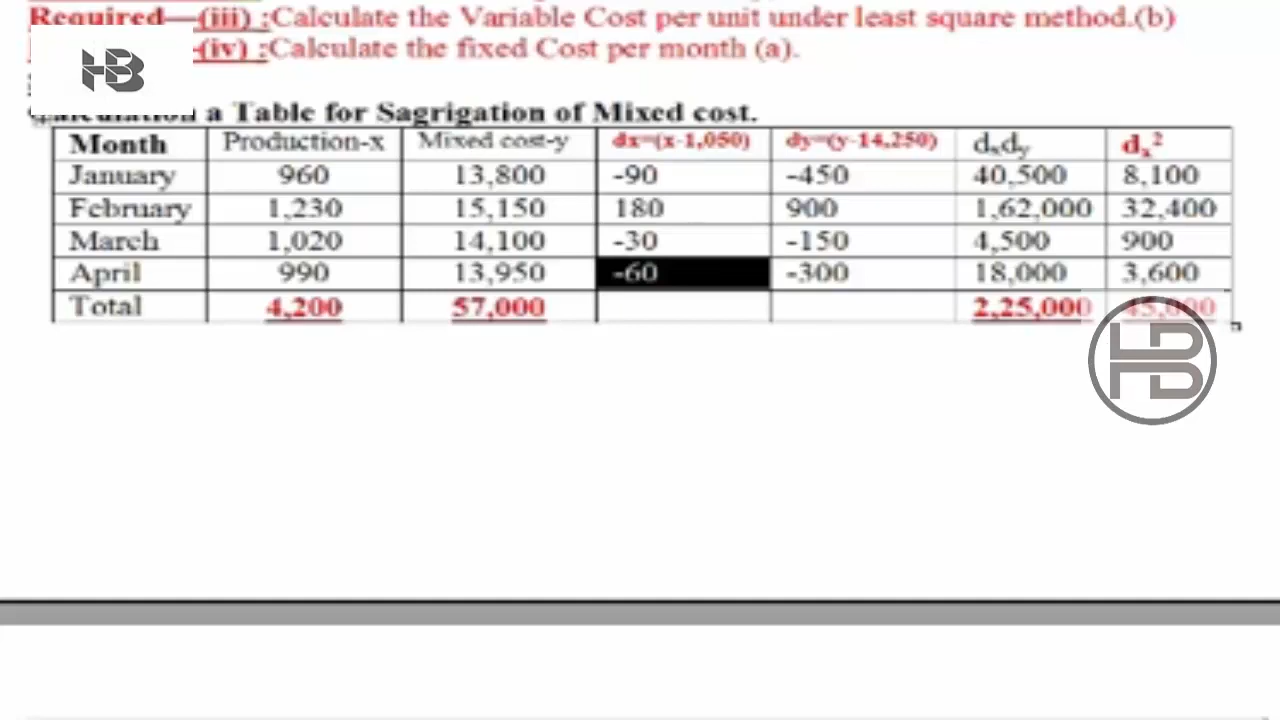 Required—(iii) :Calculate the Variable Cost per unit under least square method.(b)
-(iv) :Calculate the fixed Cost per month (a).
HB
a Table for Sagrigation of Mixed cost.
Month Production-x Mixed cost-y dx=(x-1,050) dy=(y-14,250) dxdy dx²
January 960 13,800 -90 -450 40,500 8,100
February 1,230 15,150 180 900 1,62,000 32,400
March 1,020 14,100 -30 -150 4,500 900
April 990 13,950 -60 -300 18,000 3,600
Total 4,200 57,000 2,25,000 45,000
HB